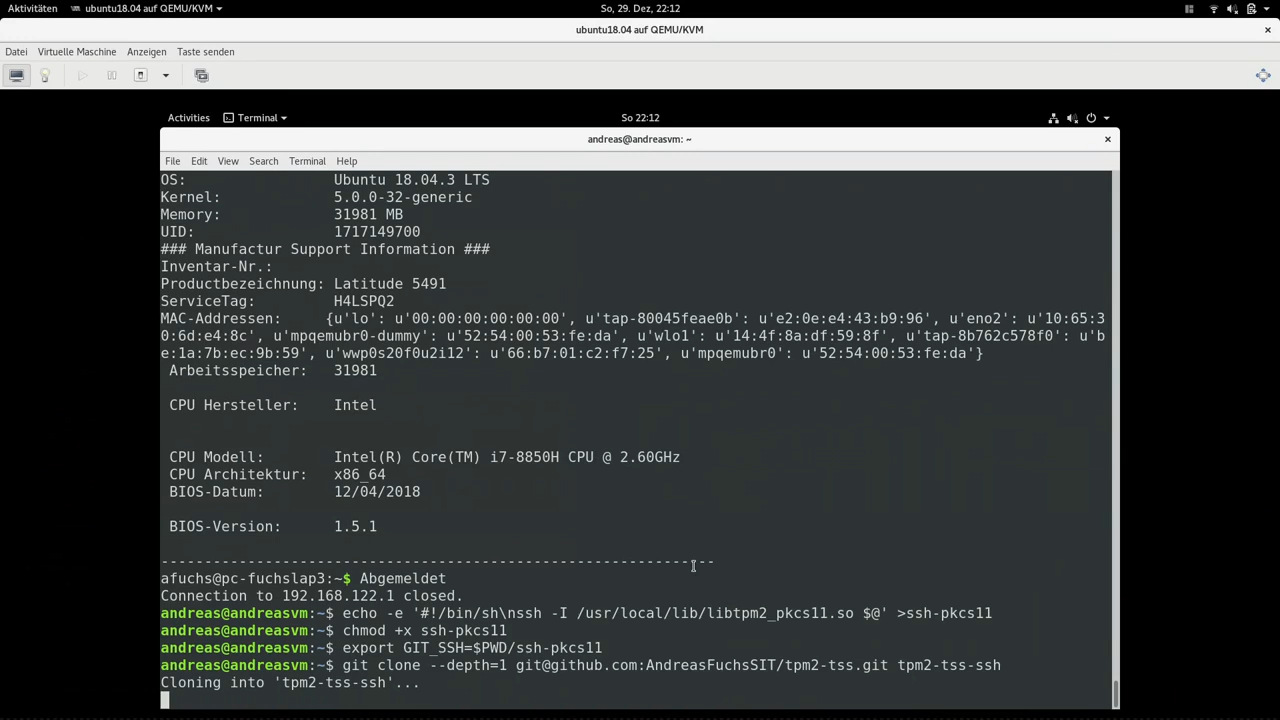 Aktivitäten ubuntu18.04 auf QEMU/KVM So, 29. Dez, 22:12
ubuntu18.04 auf QEMU/KVM ×
Datei Virtuelle Maschine Anzeigen Taste senden
Activities Terminal So 22:12
andreas@andreasvm: ~ ×
File Edit View Search Terminal Help
OS: Ubuntu 18.04.3 LTS
Kernel: 5.0.0-32-generic
Memory: 31981 MB
UID: 1717149700
### Manufactur Support Information ###
Inventar-Nr.:
Productbezeichnung: Latitude 5491
ServiceTag: H4LSPQ2
MAC-Addressen: {u'lo': u'00:00:00:00:00:00', u'tap-80045feae0b': u'e2:0e:e4:43:b9:96', u'eno2': u'10:65:3
0:6d:e4:8c', u'mpqemubr0-dummy': u'52:54:00:53:fe:da', u'wlo1': u'14:4f:8a:df:59:8f', u'tap-8b762c578f0': u'b
e:1a:7b:ec:9b:59', u'wwp0s20f0u2i12': u'66:b7:01:c2:f7:25', u'mpqemubr0': u'52:54:00:53:fe:da'}
Arbeitsspeicher: 31981
CPU Hersteller: Intel
CPU Modell: Intel(R) Core(TM) i7-8850H CPU @ 2.60GHz
CPU Architektur: x86_64
BIOS-Datum: 12/04/2018
BIOS-Version: 1.5.1
----------------------------------------------------------------
afuchs@pc-fuchslap3:~$ Abgemeldet
Connection to 192.168.122.1 closed.
andreas@andreasvm:~$ echo -e '#!/bin/sh\nssh -I /usr/local/lib/libtpm2_pkcs11.so $@' >ssh-pkcs11
andreas@andreasvm:~$ chmod +x ssh-pkcs11
andreas@andreasvm:~$ export GIT_SSH=$PWD/ssh-pkcs11
andreas@andreasvm:~$ git clone --depth=1 git@github.com:AndreasFuchsSIT/tpm2-tss.git tpm2-tss-ssh
Cloning into 'tpm2-tss-ssh'...